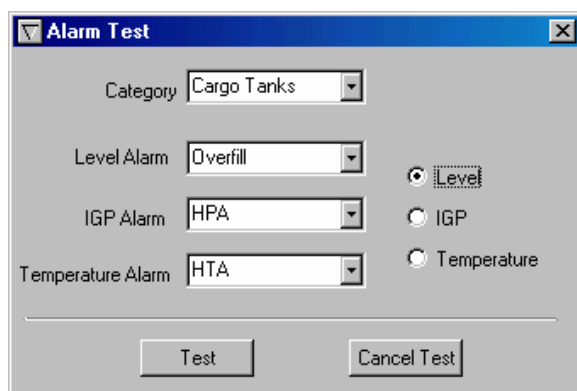 Alarm Test
Category Cargo Tanks
Level Alarm Overfill
Level
IGP Alarm HPA
IGP
Temperature Alarm HTA
Temperature
Test Cancel Test